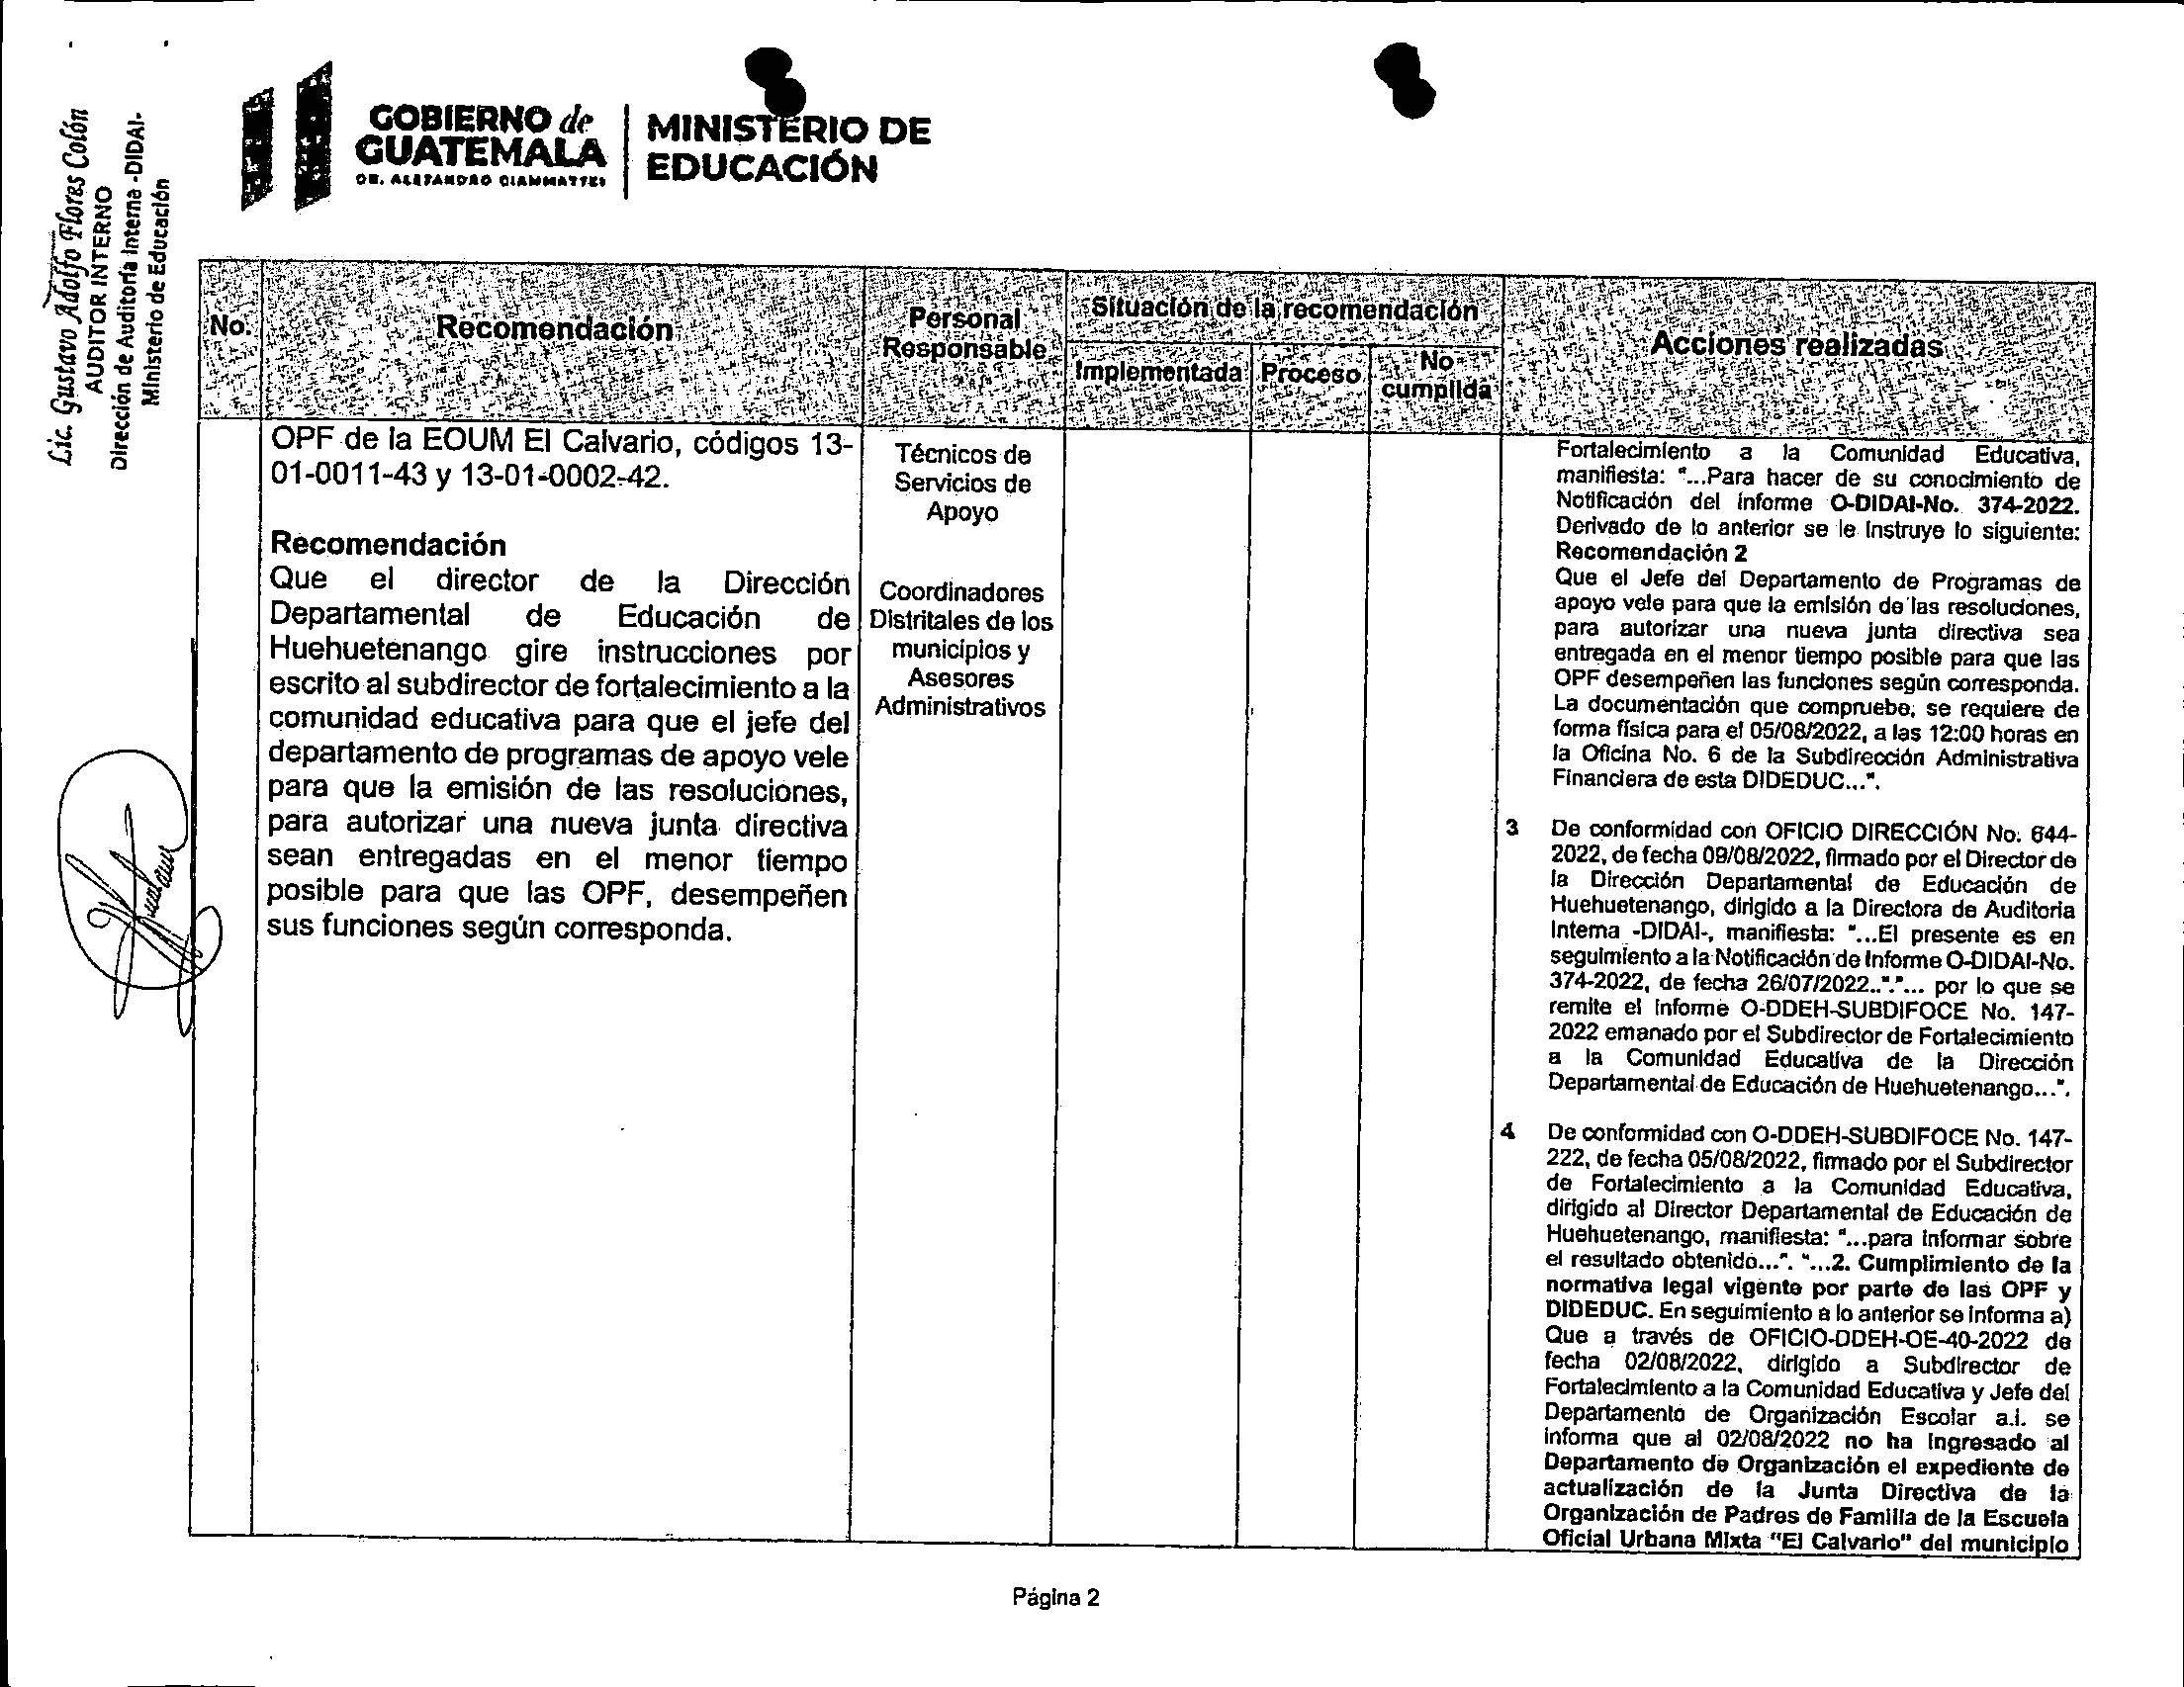 Lic. Gustavo Adolfo Flores Colón
AUDITOR INTERNO
Dirección de Auditoría Interna -DIDAI-
Ministerio de Educación
GOBIERNO de
GUATEMALA
DR. ALEJANDRO GIAMMATTEI
MINISTERIO DE
EDUCACIÓN
No.
Recomendación
Personal
Responsable
Situación de la recomendación
Implementada
Proceso
No
cumplida
Acciones realizadas
OPF de la EOUM El Calvario, códigos 13-
01-0011-43 y 13-01-0002-42.
Recomendación
Que el director de la Dirección
Departamental de Educación de
Huehuetenango gire instrucciones por
escrito al subdirector de fortalecimiento a la
comunidad educativa para que el jefe del
departamento de programas de apoyo vele
para que la emisión de las resoluciones,
para autorizar una nueva junta directiva
sean entregadas en el menor tiempo
posible para que las OPF, desempeñen
sus funciones según corresponda.
Técnicos de
Servicios de
Apoyo
Coordinadores
Distritales de los
municipios y
Asesores
Administrativos
Fortalecimiento a la Comunidad Educativa,
manifiesta: "...Para hacer de su conocimiento de
Notificación del informe O-DIDAI-No. 374-2022.
Derivado de lo anterior se le instruye lo siguiente:
Recomendación 2
Que el Jefe del Departamento de Programas de
apoyo vele para que la emisión de las resoluciones,
para autorizar una nueva junta directiva sea
entregada en el menor tiempo posible para que las
OPF desempeñen las funciones según corresponda.
La documentación que compruebe, se requiere de
forma física para el 05/08/2022, a las 12:00 horas en
la Oficina No. 6 de la Subdirección Administrativa
Financiera de esta DIDEDUC...".
3 De conformidad con OFICIO DIRECCIÓN No. 644-
2022, de fecha 09/08/2022, firmado por el Director de
la Dirección Departamental de Educación de
Huehuetenango, dirigido a la Directora de Auditoria
Interna -DIDAI-, manifiesta: "...El presente es en
seguimiento a la Notificación de Informe O-DIDAI-No.
374-2022, de fecha 26/07/2022..".".... por lo que se
remite el informe O-DDEH-SUBDIFOCE No. 147-
2022 emanado por el Subdirector de Fortalecimiento
a la Comunidad Educativa de la Dirección
Departamental de Educación de Huehuetenango...".
4 De conformidad con O-DDEH-SUBDIFOCE No. 147-
222, de fecha 05/08/2022, firmado por el Subdirector
de Fortalecimiento a la Comunidad Educativa,
dirigido al Director Departamental de Educación de
Huehuetenango, manifiesta: "...para informar sobre
el resultado obtenido...". "...2. Cumplimiento de la
normativa legal vigente por parte de las OPF y
DIDEDUC. En seguimiento a lo anterior se informa a)
Que a través de OFICIO-DDEH-OE-40-2022 de
fecha 02/08/2022, dirigido a Subdirector de
Fortalecimiento a la Comunidad Educativa y Jefe del
Departamento de Organización Escolar a.i. se
informa que al 02/08/2022 no ha ingresado al
Departamento de Organización el expediente de
actualización de la Junta Directiva de la
Organización de Padres de Familia de la Escuela
Oficial Urbana Mixta "El Calvario" del municipio
Página 2